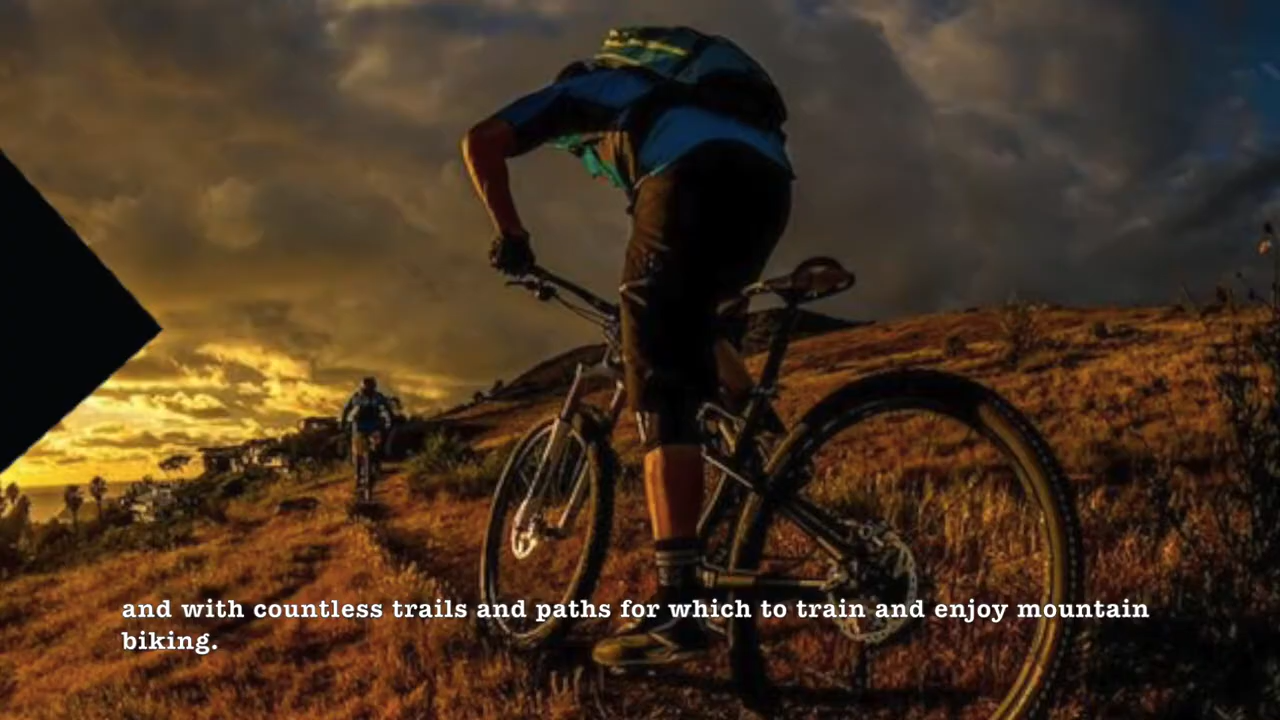 and with countless trails and paths for which to train and enjoy mountain
biking.